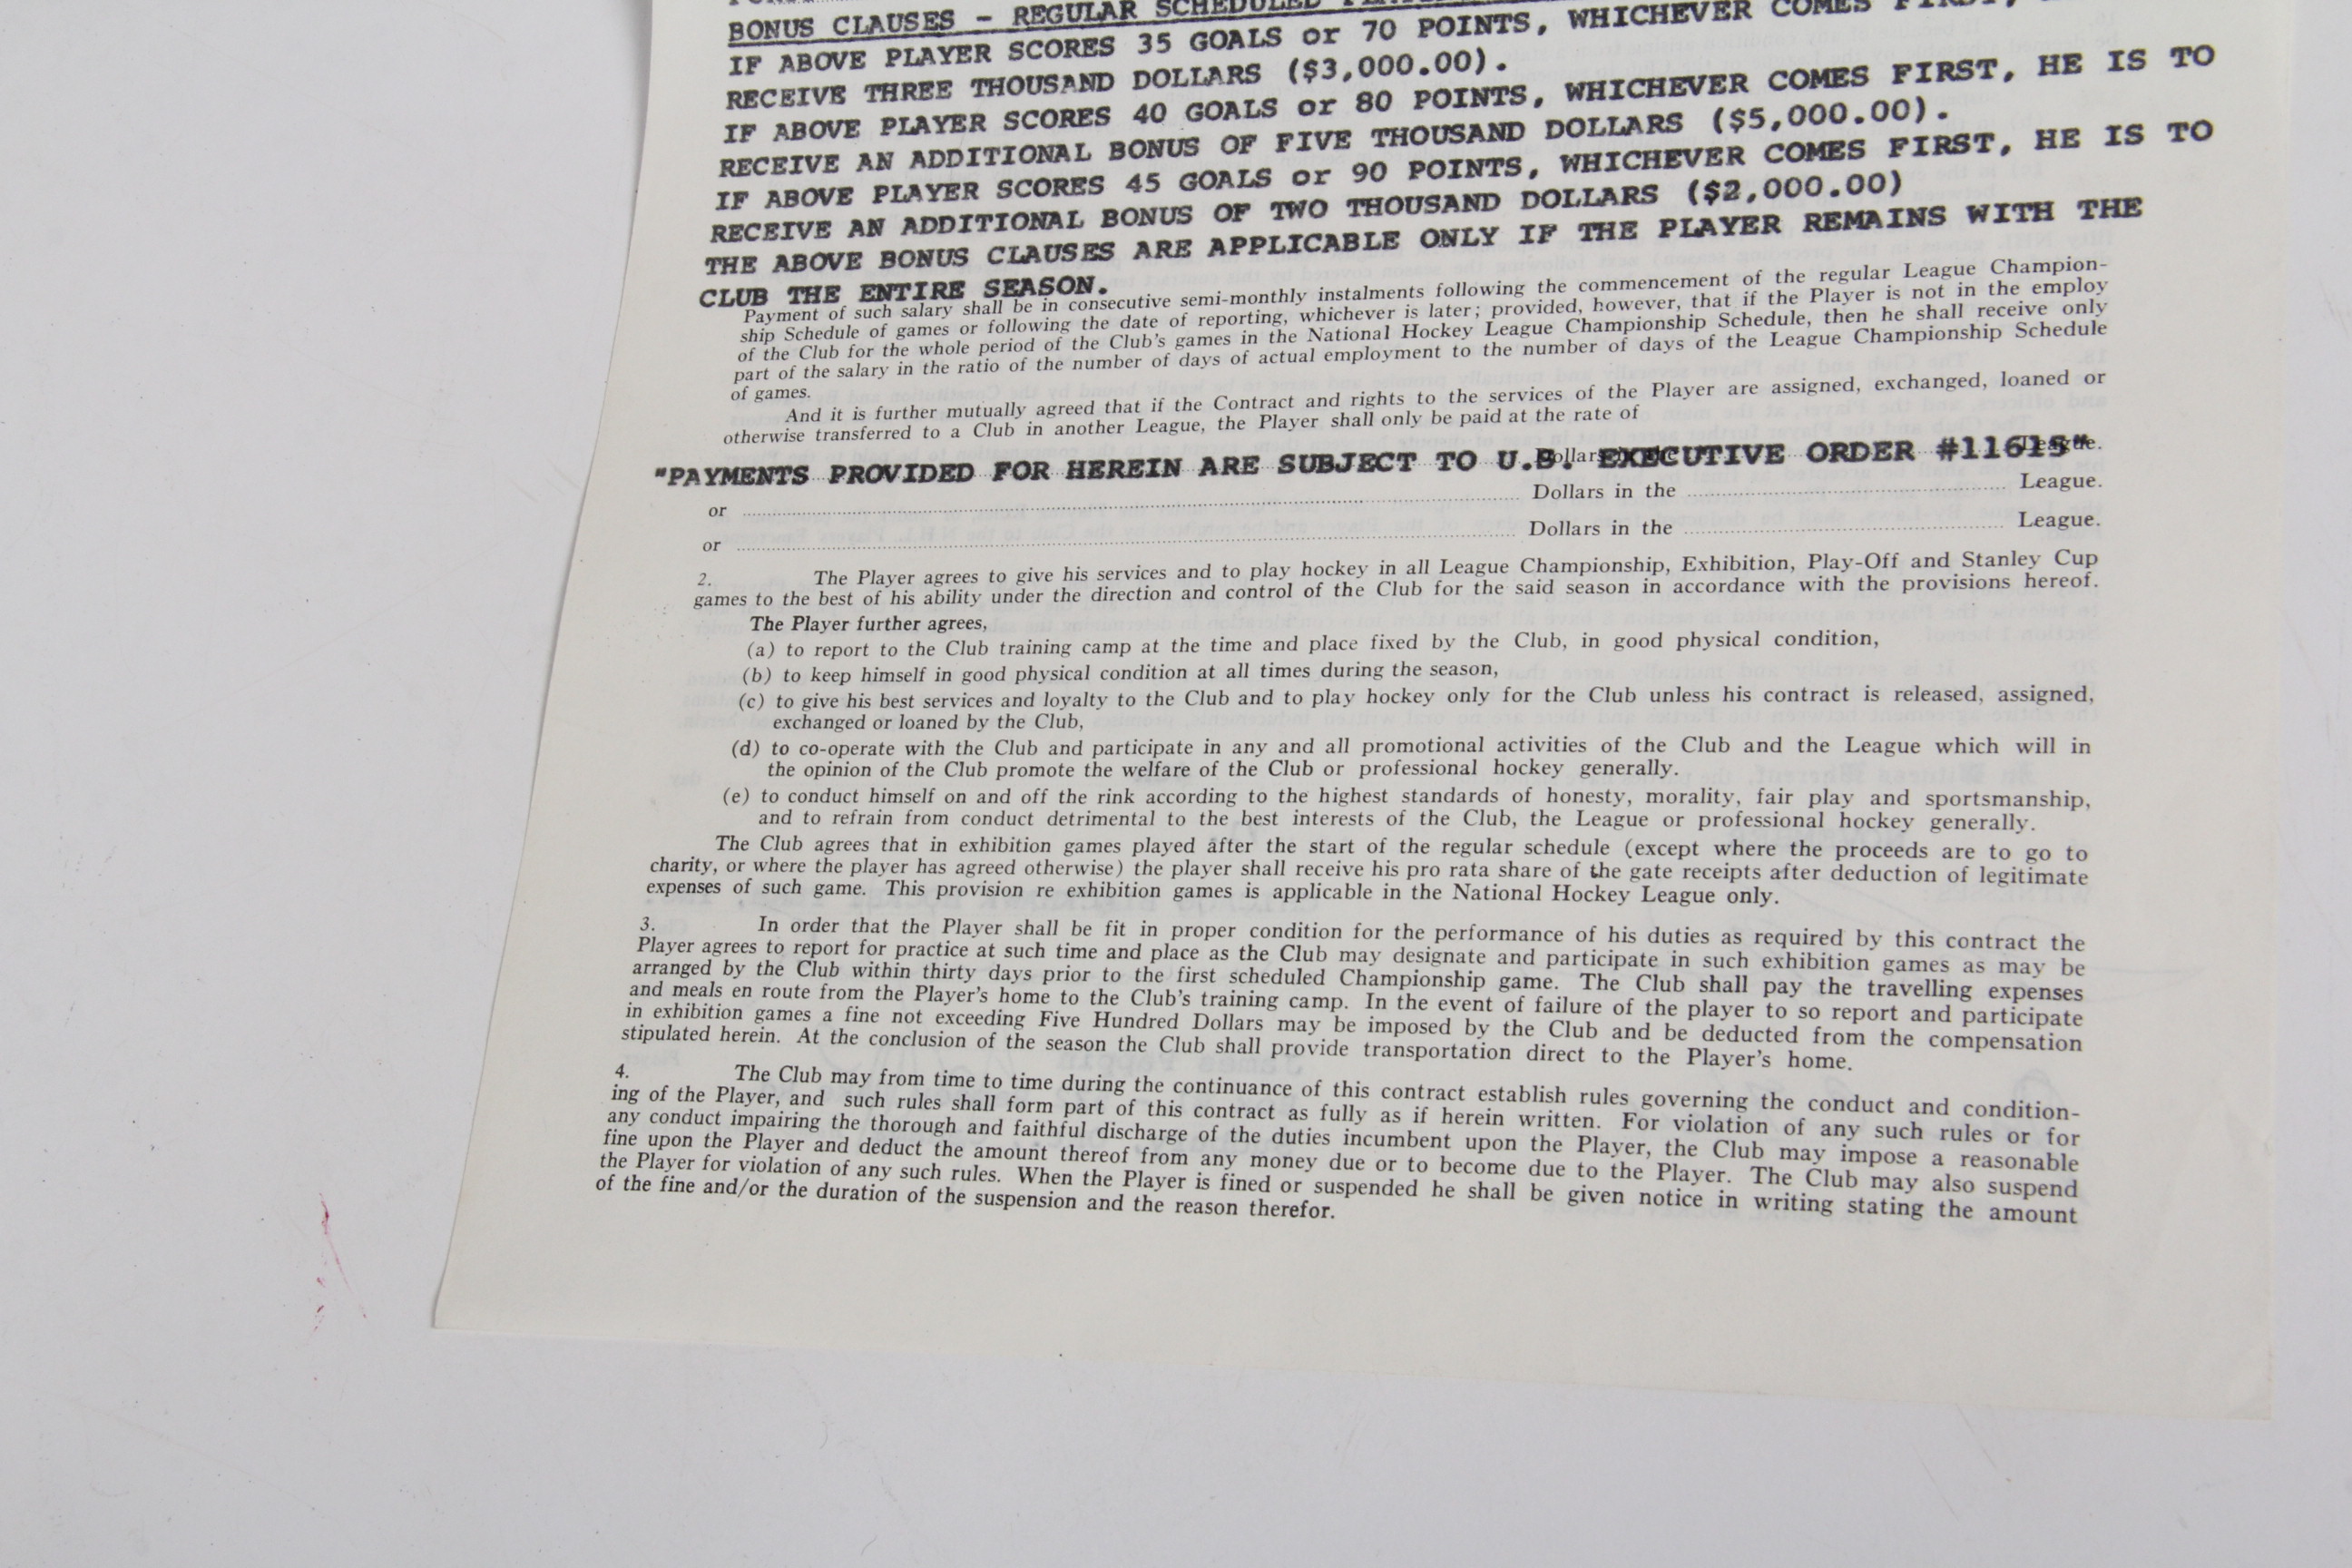 BONUS CLAUSES - REGULAR SCHEDULED
IF ABOVE PLAYER SCORES 35 GOALS or 70 POINTS, WHICHEVER COMES FIRST,
RECEIVE THREE THOUSAND DOLLARS ($3,000.00).
IF ABOVE PLAYER SCORES 40 GOALS or 80 POINTS, WHICHEVER COMES FIRST, HE IS TO
RECEIVE AN ADDITIONAL BONUS OF FIVE THOUSAND DOLLARS ($5,000.00).
IF ABOVE PLAYER SCORES 45 GOALS or 90 POINTS, WHICHEVER COMES FIRST, HE IS TO
RECEIVE AN ADDITIONAL BONUS OF TWO THOUSAND DOLLARS ($2,000.00)
THE ABOVE BONUS CLAUSES ARE APPLICABLE ONLY IF THE PLAYER REMAINS WITH THE
CLUB THE ENTIRE SEASON.
Payment of such salary shall be in consecutive semi-monthly instalments following the commencement of the regular League Champion-
ship Schedule of games or following the date of reporting, whichever is later; provided, however, that if the Player is not in the employ
of the Club for the whole period of the Club's games in the National Hockey League Championship Schedule, then he shall receive only
part of the salary in the ratio of the number of days of actual employment to the number of days of the League Championship Schedule
of games.
And it is further mutually agreed that if the Contract and rights to the services of the Player are assigned, exchanged, loaned or
otherwise transferred to a Club in another League, the Player shall only be paid at the rate of
"PAYMENTS PROVIDED FOR HEREIN ARE SUBJECT TO U.S. EXECUTIVE ORDER #11615"
Dollars League.
or Dollars in the League.
or Dollars in the League.
2. The Player agrees to give his services and to play hockey in all League Championship, Exhibition, Play-Off and Stanley Cup
games to the best of his ability under the direction and control of the Club for the said season in accordance with the provisions hereof.
The Player further agrees,
(a) to report to the Club training camp at the time and place fixed by the Club, in good physical condition,
(b) to keep himself in good physical condition at all times during the season,
(c) to give his best services and loyalty to the Club and to play hockey only for the Club unless his contract is released, assigned,
exchanged or loaned by the Club,
(d) to co-operate with the Club and participate in any and all promotional activities of the Club and the League which will in
the opinion of the Club promote the welfare of the Club or professional hockey generally.
(e) to conduct himself on and off the rink according to the highest standards of honesty, morality, fair play and sportsmanship,
and to refrain from conduct detrimental to the best interests of the Club, the League or professional hockey generally.
The Club agrees that in exhibition games played after the start of the regular schedule (except where the proceeds are to go to
charity, or where the player has agreed otherwise) the player shall receive his pro rata share of the gate receipts after deduction of legitimate
expenses of such game. This provision re exhibition games is applicable in the National Hockey League only.
3. In order that the Player shall be fit in proper condition for the performance of his duties as required by this contract the
Player agrees to report for practice at such time and place as the Club may designate and participate in such exhibition games as may be
arranged by the Club within thirty days prior to the first scheduled Championship game. The Club shall pay the travelling expenses
and meals en route from the Player's home to the Club's training camp. In the event of failure of the player to so report and participate
in exhibition games a fine not exceeding Five Hundred Dollars may be imposed by the Club and be deducted from the compensation
stipulated herein. At the conclusion of the season the Club shall provide transportation direct to the Player's home.
4. The Club may from time to time during the continuance of this contract establish rules governing the conduct and condition-
ing of the Player, and such rules shall form part of this contract as fully as if herein written. For violation of any such rules or for
any conduct impairing the thorough and faithful discharge of the duties incumbent upon the Player, the Club may impose a reasonable
fine upon the Player and deduct the amount thereof from any money due or to become due to the Player. The Club may also suspend
the Player for violation of any such rules. When the Player is fined or suspended he shall be given notice in writing stating the amount
of the fine and/or the duration of the suspension and the reason therefor.